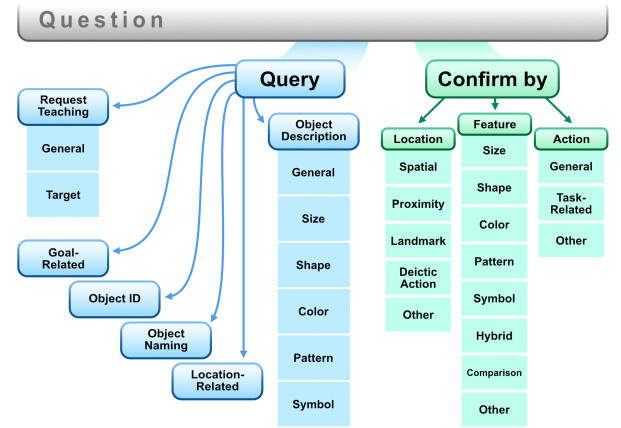 Question
Query
Request
Teaching
General
Target
Goal-
Related
Object ID
Object
Naming
Location-
Related
Object
Description
General
Size
Shape
Color
Pattern
Symbol
Confirm by
Location
Spatial
Proximity
Landmark
Deictic
Action
Other
Feature
Size
Shape
Color
Pattern
Symbol
Hybrid
Comparison
Other
Action
General
Task-
Related
Other